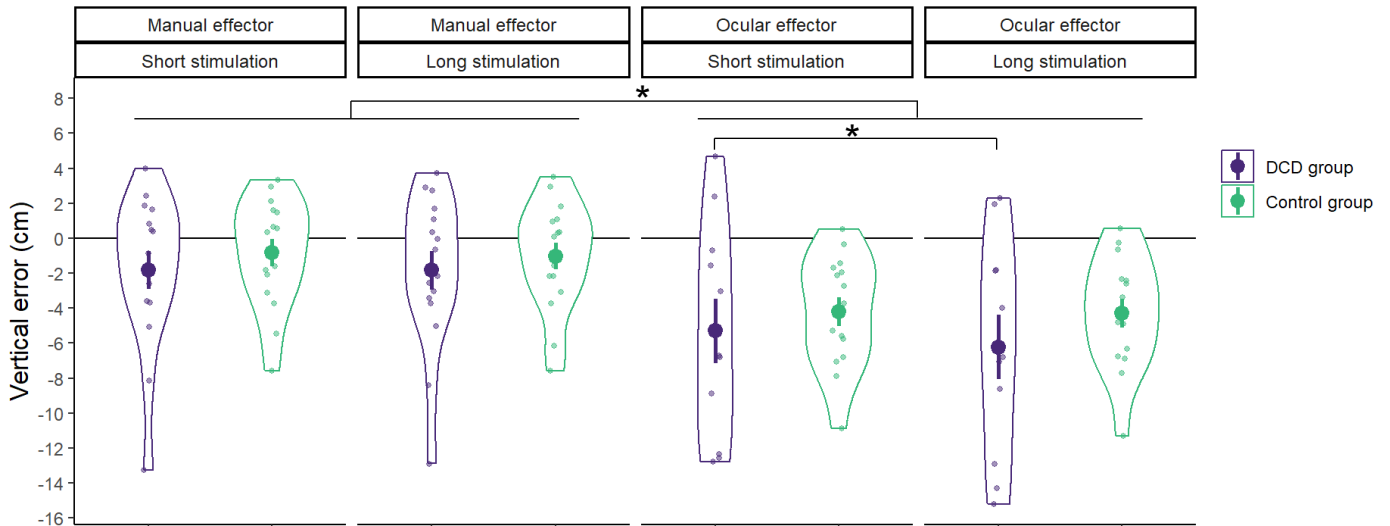 Manual effector
Manual effector
Ocular effector
Ocular effector
Short stimulation
Long stimulation
Short stimulation
Long stimulation
*
*
Vertical error (cm)
8
6
4
2
0
-2
-4
-6
-8
-10
-12
-14
-16
DCD group
Control group